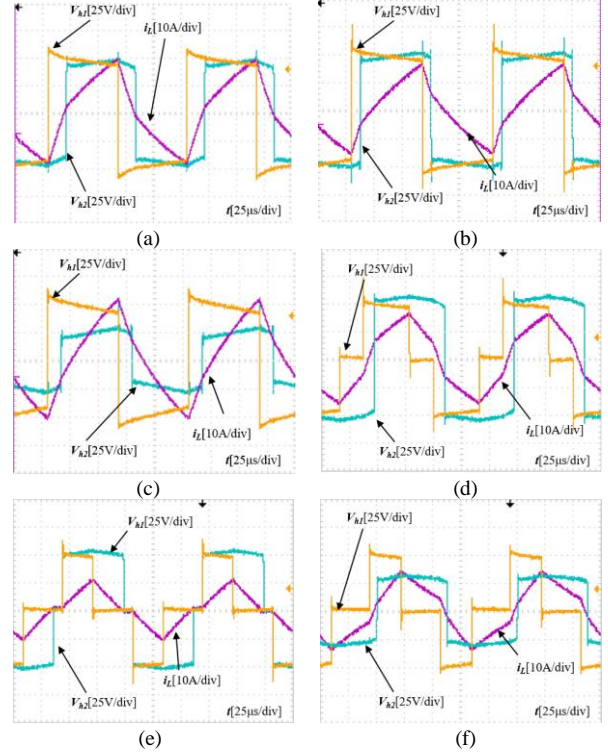 Vh1[25V/div]
iL[10A/div]
Vh2[25V/div]
t[25μs/div]
(a)
Vh1[25V/div]
iL[10A/div]
Vh2[25V/div]
t[25μs/div]
(b)
Vh1[25V/div]
Vh2[25V/div]
iL[10A/div]
t[25μs/div]
(c)
Vh1[25V/div]
iL[10A/div]
Vh2[25V/div]
t[25μs/div]
(d)
Vh1[25V/div]
iL[10A/div]
Vh2[25V/div]
t[25μs/div]
(e)
Vh1[25V/div]
iL[10A/div]
Vh2[25V/div]
t[25μs/div]
(f)